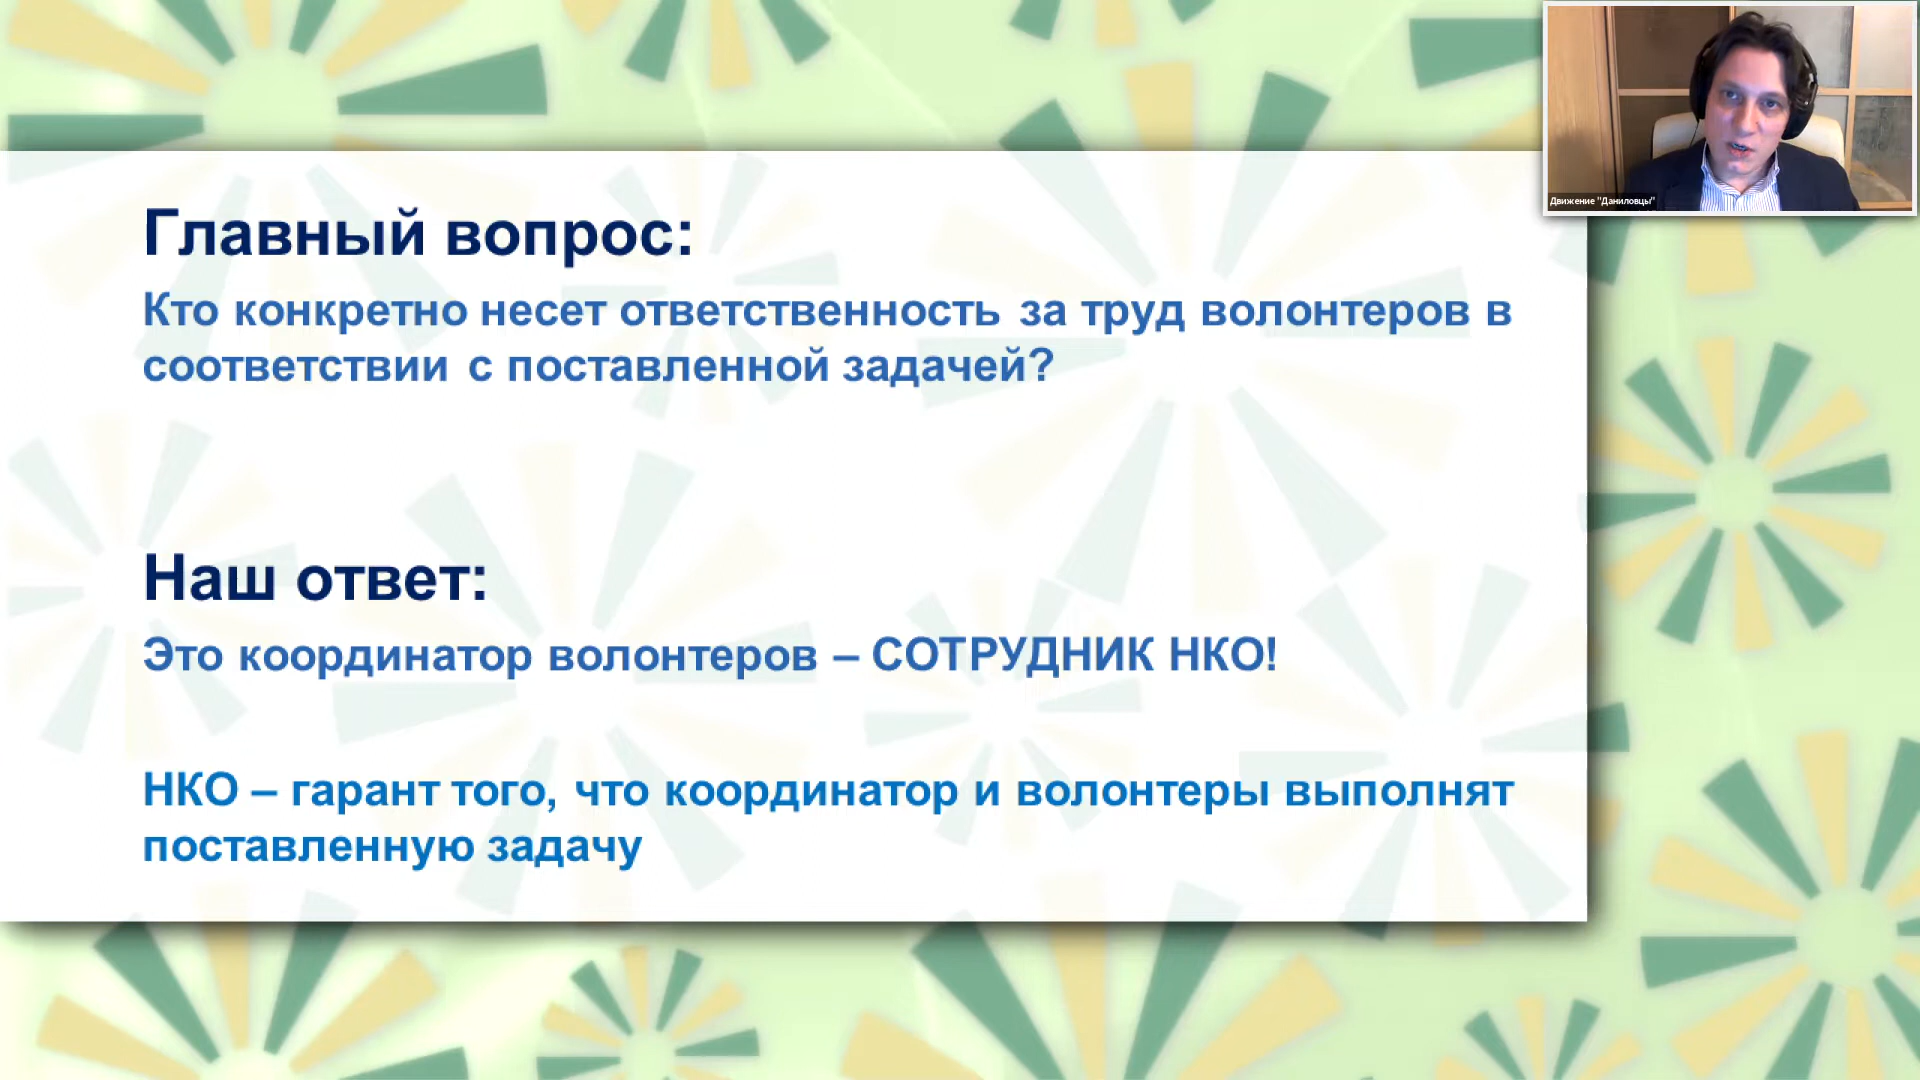 Движение "Даниловцы"
Главный вопрос:
Кто конкретно несет ответственность за труд волонтеров в
соответствии с поставленной задачей?
Наш ответ:
Это координатор волонтеров – СОТРУДНИК НКО!
НКО – гарант того, что координатор и волонтеры выполнят
поставленную задачу